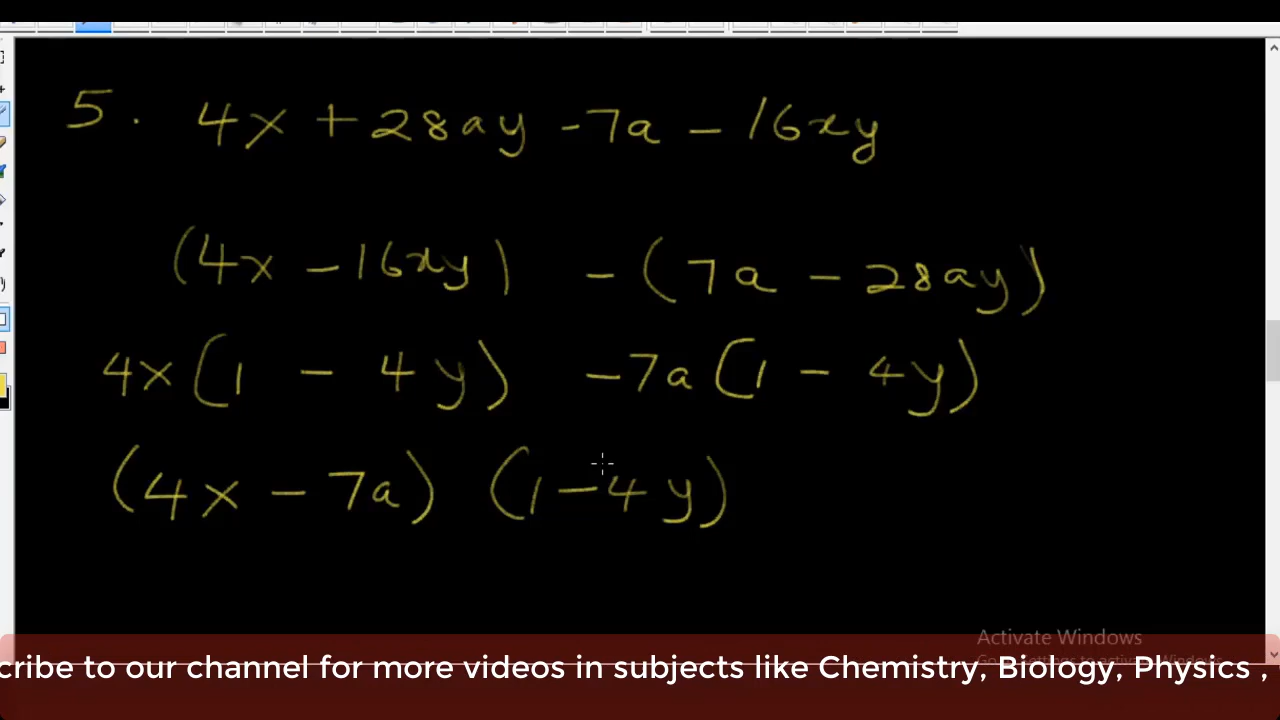 5. 4x + 28ay - 7a - 16xy
(4x - 16xy) - (7a - 28ay)
4x(1 - 4y) - 7a(1 - 4y)
(4x - 7a) (1 - 4y)
Activate Windows
cribe to our channel for more videos in subjects like Chemistry, Biology, Physics ,